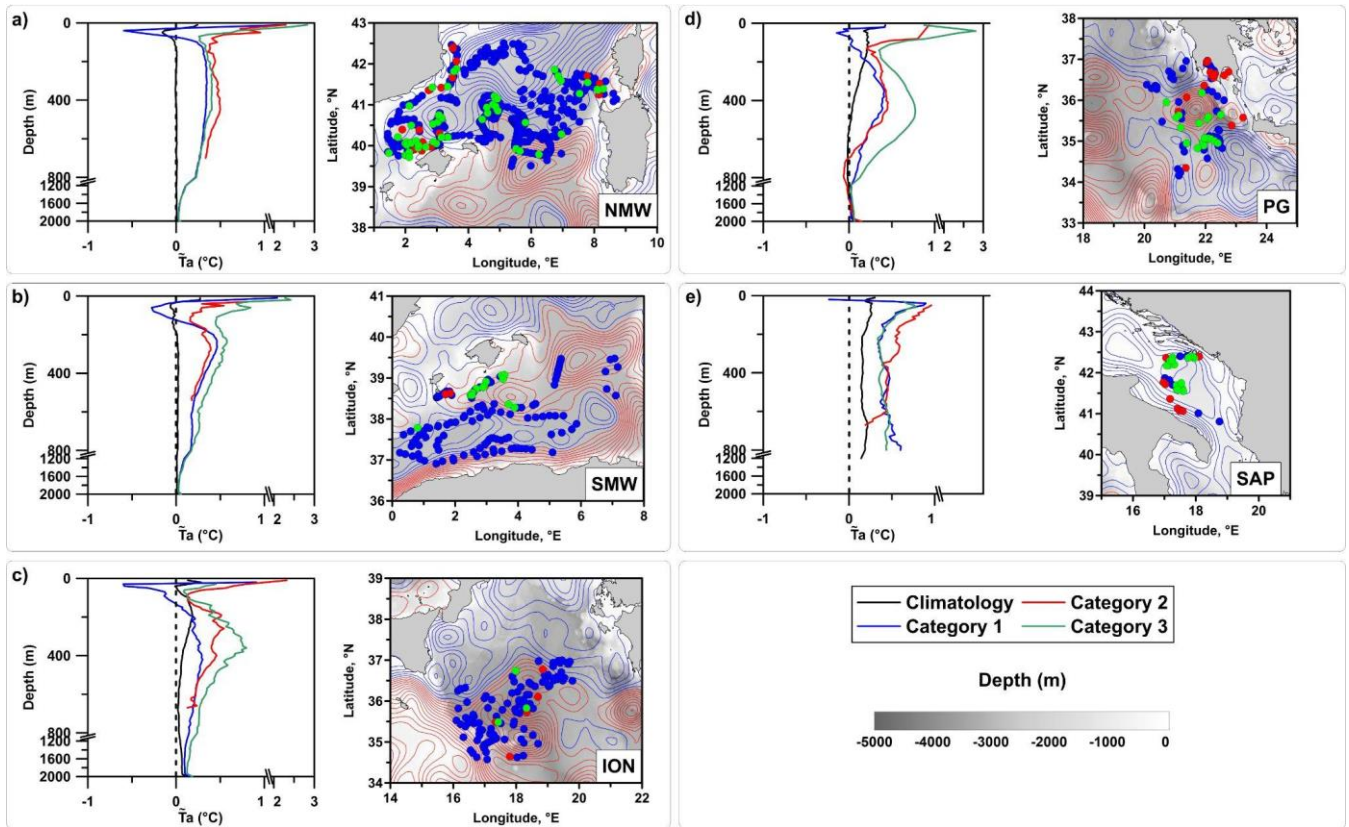 a)
0
400
800
1200
1600
2000
Depth (m)
-1 0 1 2 3
T̃a (°C)
43
42
41
40
39
38
Latitude, °N
2 4 6 8 10
Longitude, °E
NMW
d)
0
400
800
1200
1600
2000
Depth (m)
-1 0 1 2 3
T̃a (°C)
38
37
36
35
34
33
Latitude, °N
18 20 22 24
Longitude, °E
PG
b)
0
400
800
1200
1600
2000
Depth (m)
-1 0 1 2 3
T̃a (°C)
41
40
39
38
37
36
Latitude, °N
0 2 4 6 8
Longitude, °E
SMW
e)
0
400
800
1200
1600
2000
Depth (m)
-1 0 1
T̃a (°C)
44
43
42
41
40
39
Latitude, °N
16 18 20
Longitude, °E
SAP
c)
0
400
800
1200
1600
2000
Depth (m)
-1 0 1 2 3
T̃a (°C)
39
38
37
36
35
34
Latitude, °N
14 16 18 20 22
Longitude, °E
ION
Climatology Category 2
Category 1 Category 3
Depth (m)
-5000 -4000 -3000 -2000 -1000 0